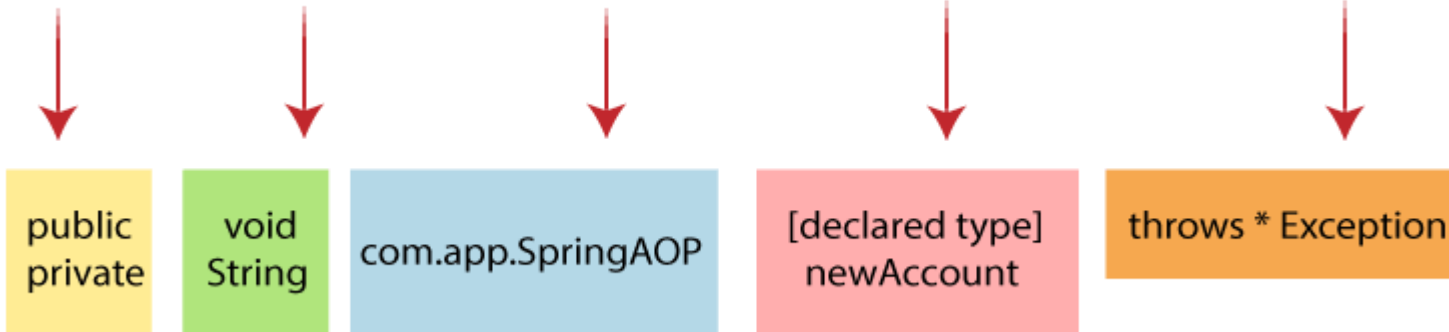 public
private
void
String
com.app.SpringAOP
[declared type]
newAccount
throws * Exception